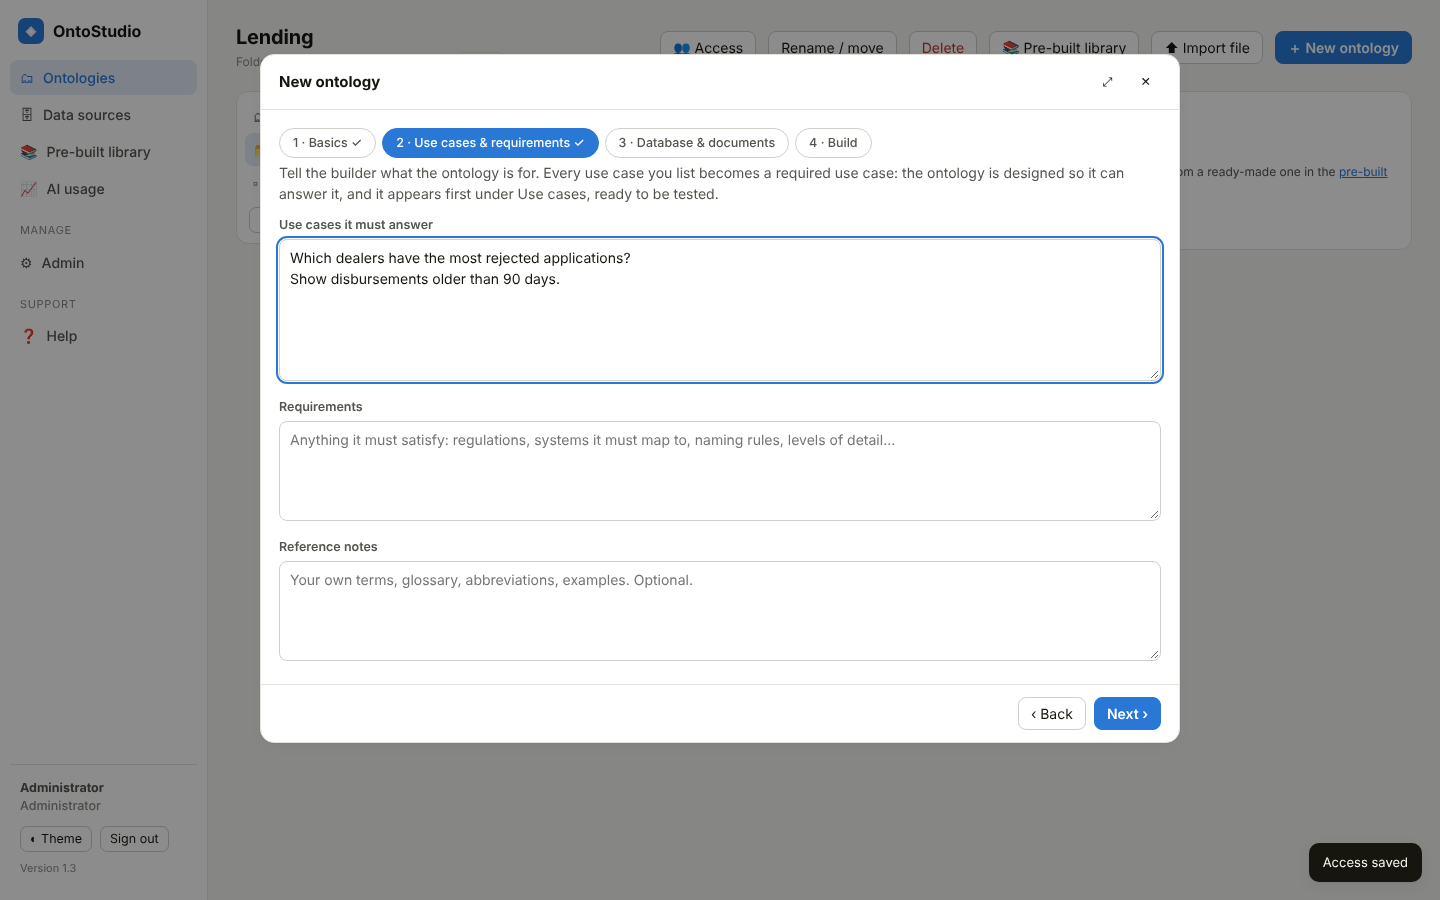 OntoStudio
Ontologies
Data sources
Pre-built library
AI usage
MANAGE
Admin
SUPPORT
Help
Administrator
Administrator
Theme
Sign out
Version 1.3
Lending
Access
Rename / move
Delete
Pre-built library
Import file
+ New ontology
a ready-made one in the pre-built
New ontology
1 · Basics ✓
2 · Use cases & requirements ✓
3 · Database & documents
4 · Build
Tell the builder what the ontology is for. Every use case you list becomes a required use case: the ontology is designed so it can
answer it, and it appears first under Use cases, ready to be tested.
Use cases it must answer
Which dealers have the most rejected applications?
Show disbursements older than 90 days.
Requirements
Anything it must satisfy: regulations, systems it must map to, naming rules, levels of detail...
Reference notes
Your own terms, glossary, abbreviations, examples. Optional.
‹ Back
Next ›
Access saved